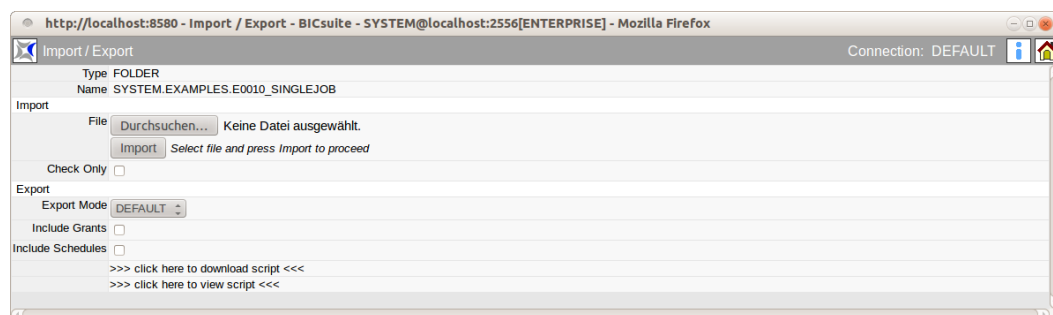 http://localhost:8580 - Import / Export - BICsuite - SYSTEM@localhost:2556[ENTERPRISE] - Mozilla Firefox
Import / Export Connection: DEFAULT
Type FOLDER
Name SYSTEM.EXAMPLES.E0010_SINGLEJOB
Import
File Durchsuchen... Keine Datei ausgewählt.
Import Select file and press Import to proceed
Check Only
Export
Export Mode DEFAULT
Include Grants
Include Schedules
>>> click here to download script <<<
>>> click here to view script <<<